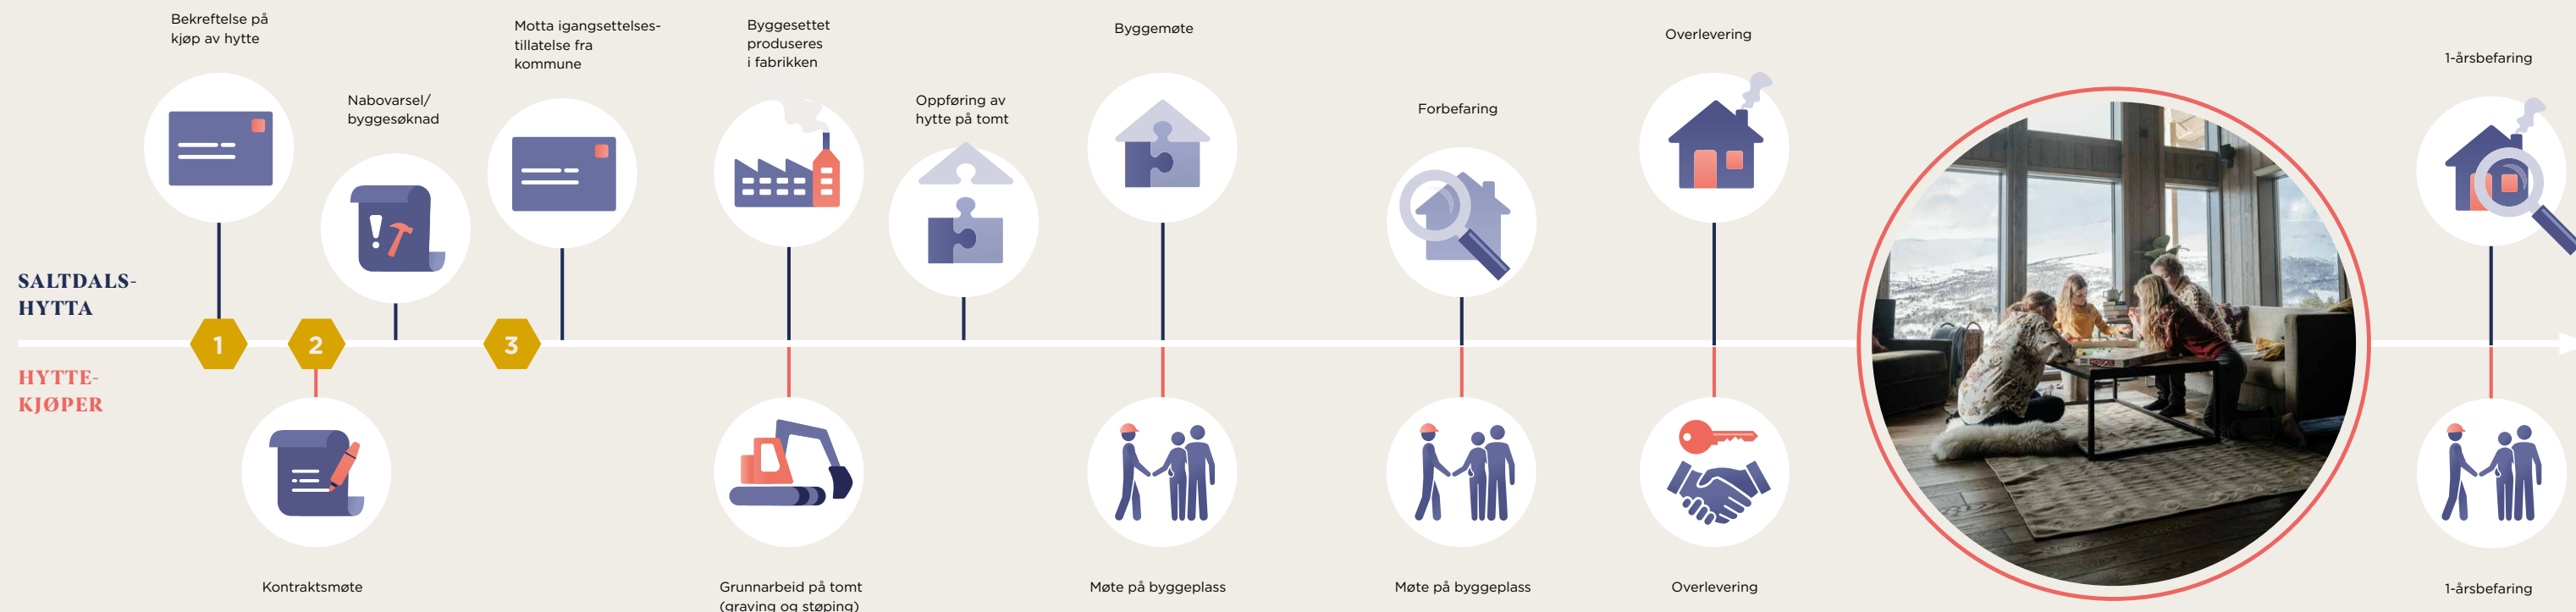 Bekreftelse på
kjøp av hytte
Nabovarsel/
byggesøknad
Motta igangsettelses-
tillatelse fra
kommune
Byggesettet
produseres
i fabrikken
Oppføring av
hytte på tomt
Byggemøte
Forbefaring
Overlevering
1-årsbefaring
SALTDALS-
HYTTA
1
2
3
HYTTE-
KJØPER
Kontraktsmøte
Grunnarbeid på tomt
(graving og støping)
Møte på byggeplass
Møte på byggeplass
Overlevering
1-årsbefaring